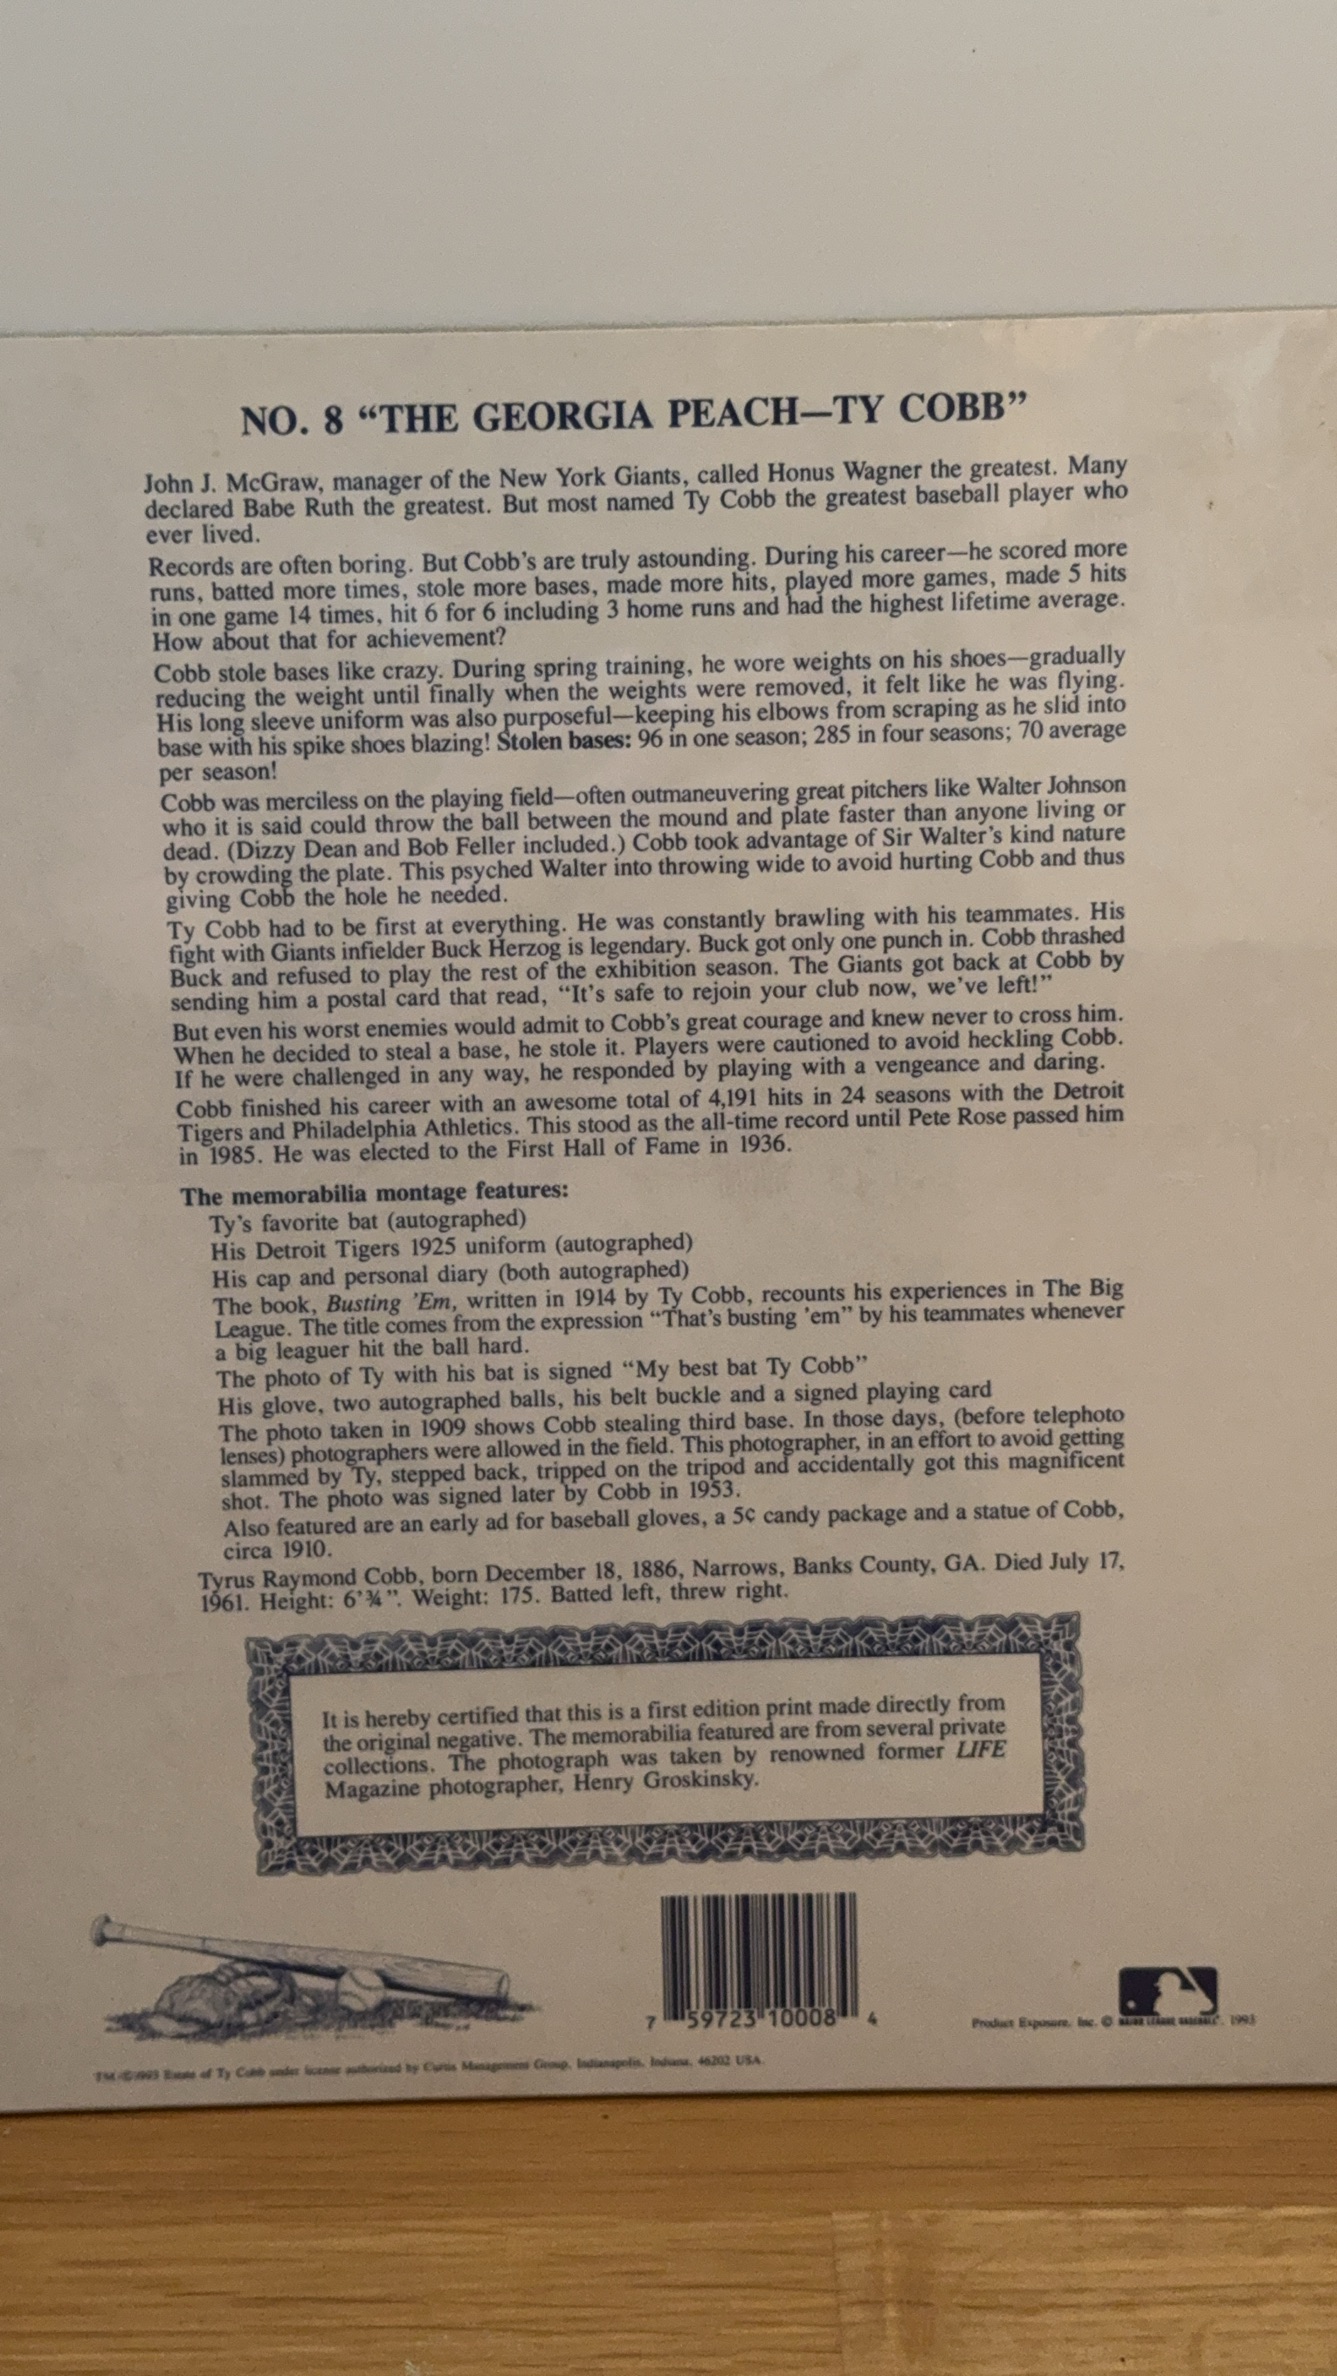 NO. 8 “THE GEORGIA PEACH—TY COBB”
John J. McGraw, manager of the New York Giants, called Honus Wagner the greatest. Many
declared Babe Ruth the greatest. But most named Ty Cobb the greatest baseball player who
ever lived.
Records are often boring. But Cobb’s are truly astounding. During his career—he scored more
runs, batted more times, stole more bases, made more hits, played more games, made 5 hits
in one game 14 times, hit 6 for 6 including 3 home runs and had the highest lifetime average.
How about that for achievement?
Cobb stole bases like crazy. During spring training, he wore weights on his shoes—gradually
reducing the weight until finally when the weights were removed, it felt like he was flying.
His long sleeve uniform was also purposeful—keeping his elbows from scraping as he slid into
base with his spike shoes blazing! Stolen bases: 96 in one season; 285 in four seasons; 70 average
per season!
Cobb was merciless on the playing field—often outmaneuvering great pitchers like Walter Johnson
who it is said could throw the ball between the mound and plate faster than anyone living or
dead. (Dizzy Dean and Bob Feller included.) Cobb took advantage of Sir Walter’s kind nature
by crowding the plate. This psyched Walter into throwing wide to avoid hurting Cobb and thus
giving Cobb the hole he needed.
Ty Cobb had to be first at everything. He was constantly brawling with his teammates. His
fight with Giants infielder Buck Herzog is legendary. Buck got only one punch in. Cobb thrashed
Buck and refused to play the rest of the exhibition season. The Giants got back at Cobb by
sending him a postal card that read, “It’s safe to rejoin your club now, we’ve left!”
But even his worst enemies would admit to Cobb’s great courage and knew never to cross him.
When he decided to steal a base, he stole it. Players were cautioned to avoid heckling Cobb.
If he were challenged in any way, he responded by playing with a vengeance and daring.
Cobb finished his career with an awesome total of 4,191 hits in 24 seasons with the Detroit
Tigers and Philadelphia Athletics. This stood as the all-time record until Pete Rose passed him
in 1985. He was elected to the First Hall of Fame in 1936.
The memorabilia montage features:
Ty’s favorite bat (autographed)
His Detroit Tigers 1925 uniform (autographed)
His cap and personal diary (both autographed)
The book, Busting ’Em, written in 1914 by Ty Cobb, recounts his experiences in The Big
League. The title comes from the expression “That’s busting ’em” by his teammates whenever
a big leaguer hit the ball hard.
The photo of Ty with his bat is signed “My best bat Ty Cobb”
His glove, two autographed balls, his belt buckle and a signed playing card
The photo taken in 1909 shows Cobb stealing third base. In those days, (before telephoto
lenses) photographers were allowed in the field. This photographer, in an effort to avoid getting
slammed by Ty, stepped back, tripped on the tripod and accidentally got this magnificent
shot. The photo was signed later by Cobb in 1953.
Also featured are an early ad for baseball gloves, a 5¢ candy package and a statue of Cobb,
circa 1910.
Tyrus Raymond Cobb, born December 18, 1886, Narrows, Banks County, GA. Died July 17,
1961. Height: 6’¾”. Weight: 175. Batted left, threw right.
It is hereby certified that this is a first edition print made directly from
the original negative. The memorabilia featured are from several private
collections. The photograph was taken by renowned former LIFE
Magazine photographer, Henry Groskinsky.
7 59723 10008 4
Product Exposure, Inc. © MAJOR LEAGUE BASEBALL. 1993
TM/©1993 Estate of Ty Cobb under license authorized by Curtis Management Group, Indianapolis, Indiana, 46202 USA.